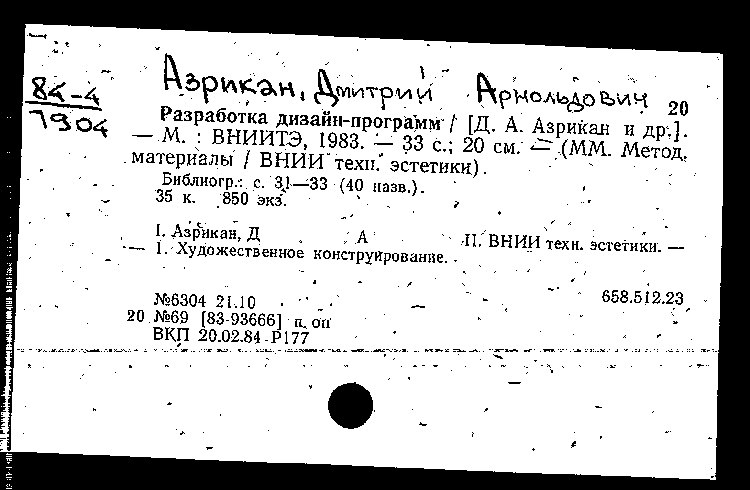 Азрикан, Дмитрий Арнольдович
84-4
7904
20
Разработка дизайн-программ / [Д. А. Азрикан и др.].
— М. : ВНИИТЭ, 1983. — 33 с.; 20 см. — (ММ. Метод.
материалы / ВНИИ техн. эстетики).
Библиогр.: с. 31—33 (40 назв.).
35 к. 850 экз.
I. Азрикан, Д А II. ВНИИ техн. эстетики. —
— 1. Художественное конструирование.
№6304 21.10 658.512.23
20 №69 [83-93666] п. оп
ВКП 20.02.84 Р177